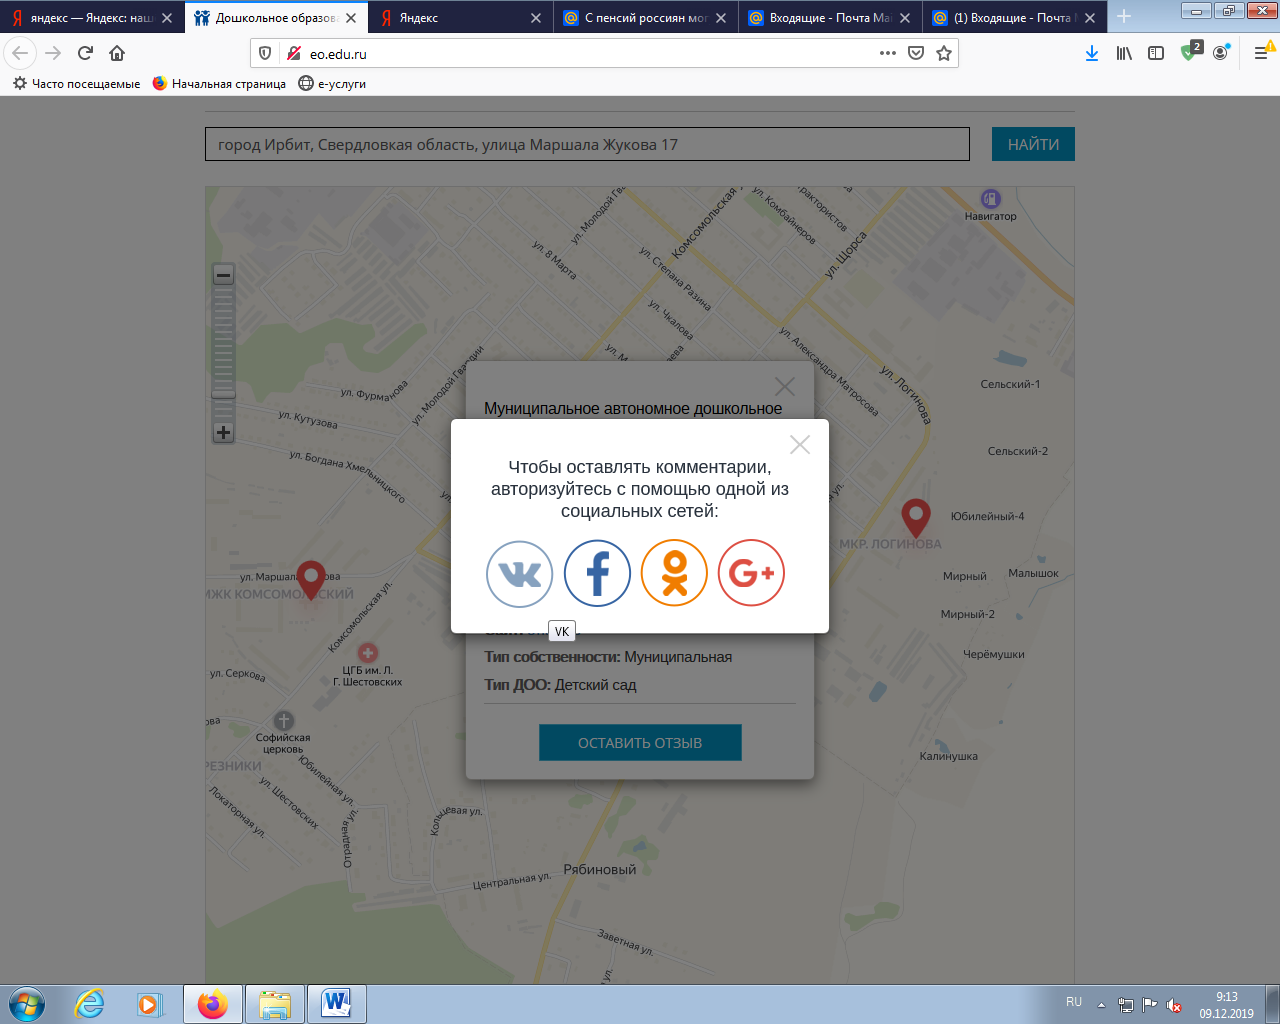 яндекс — Яндекс: наш
Дошкольное образова
Яндекс
С пенсий россиян мог
Входящие - Почта Mai
(1) Входящие - Почта M
eo.edu.ru
2
Часто посещаемые
Начальная страница
е-услуги
город Ирбит, Свердловкая область, улица Маршала Жукова 17
НАЙТИ
Навигатор
ул. Молодой Гва
Комсомольская ул.
ул. Комбайнеров
ул. 8 Марта
ул. Степана Разина
ул. Щорса
ул. Чкалова
ул. Александра Матросова
ул. Логинова
Сельский-1
ул. Фурманова
ул. Молодой Гвардии
ул. Кутузова
Сельский-2
ул. Богдана Хмельницкого
Муниципальное автономное дошкольное
Чтобы оставлять комментарии,
авторизуйтесь с помощью одной из
социальных сетей:
VK
Юбилейный-4
МКР. ЛОГИНОВА
Мирный
Малышок
Мирный-2
Черёмушки
МЖК КОМСОМОЛЬСКИЙ
Комсомольская ул.
ЦГБ им. Л.
Г. Шестовских
ул. Серкова
Тип собственности: Муниципальная
Тип ДОО: Детский сад
ОСТАВИТЬ ОТЗЫВ
Софийская
церковь
РЕЗНИКИ
Юбилейная ул.
ул. Шестовских
Локаторная ул.
Отрадная ул.
Кольцевая ул.
Калинушка
Рябиновый
Центральная ул.
Заветная ул.
RU
9:13
09.12.2019